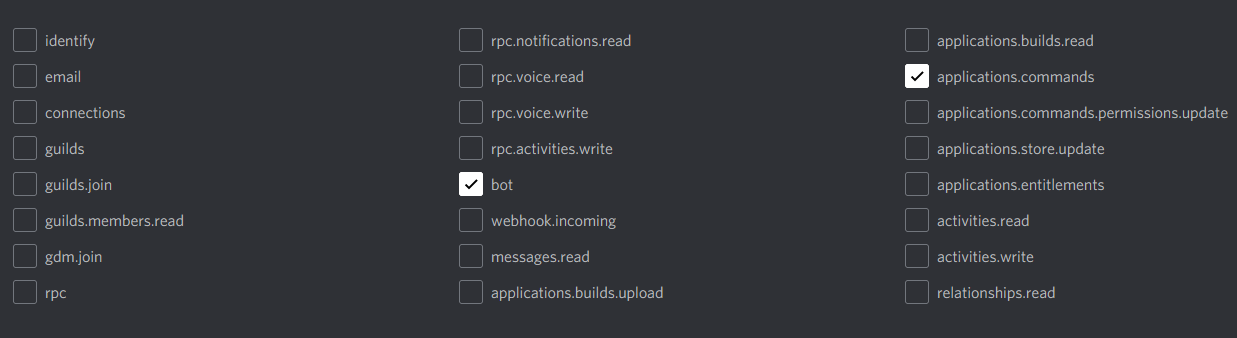 identify
email
connections
guilds
guilds.join
guilds.members.read
gdm.join
rpc
rpc.notifications.read
rpc.voice.read
rpc.voice.write
rpc.activities.write
bot
webhook.incoming
messages.read
applications.builds.upload
applications.builds.read
applications.commands
applications.commands.permissions.update
applications.store.update
applications.entitlements
activities.read
activities.write
relationships.read